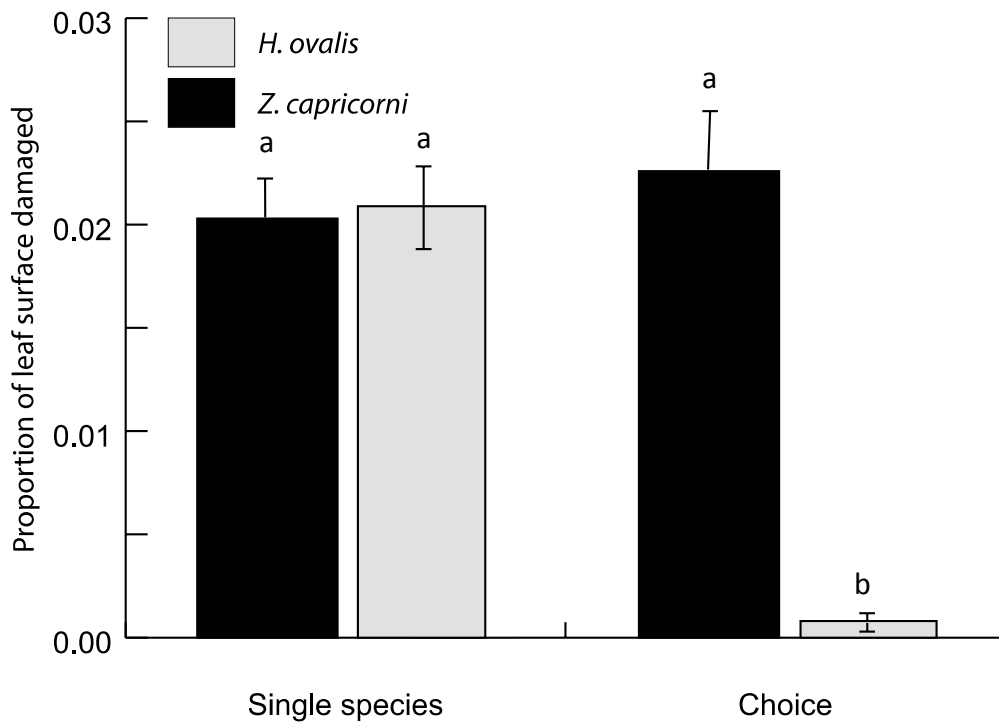 0.03
0.02
0.01
0.00
Proportion of leaf surface damaged
H. ovalis
Z. capricorni
a
a
a
b
Single species
Choice